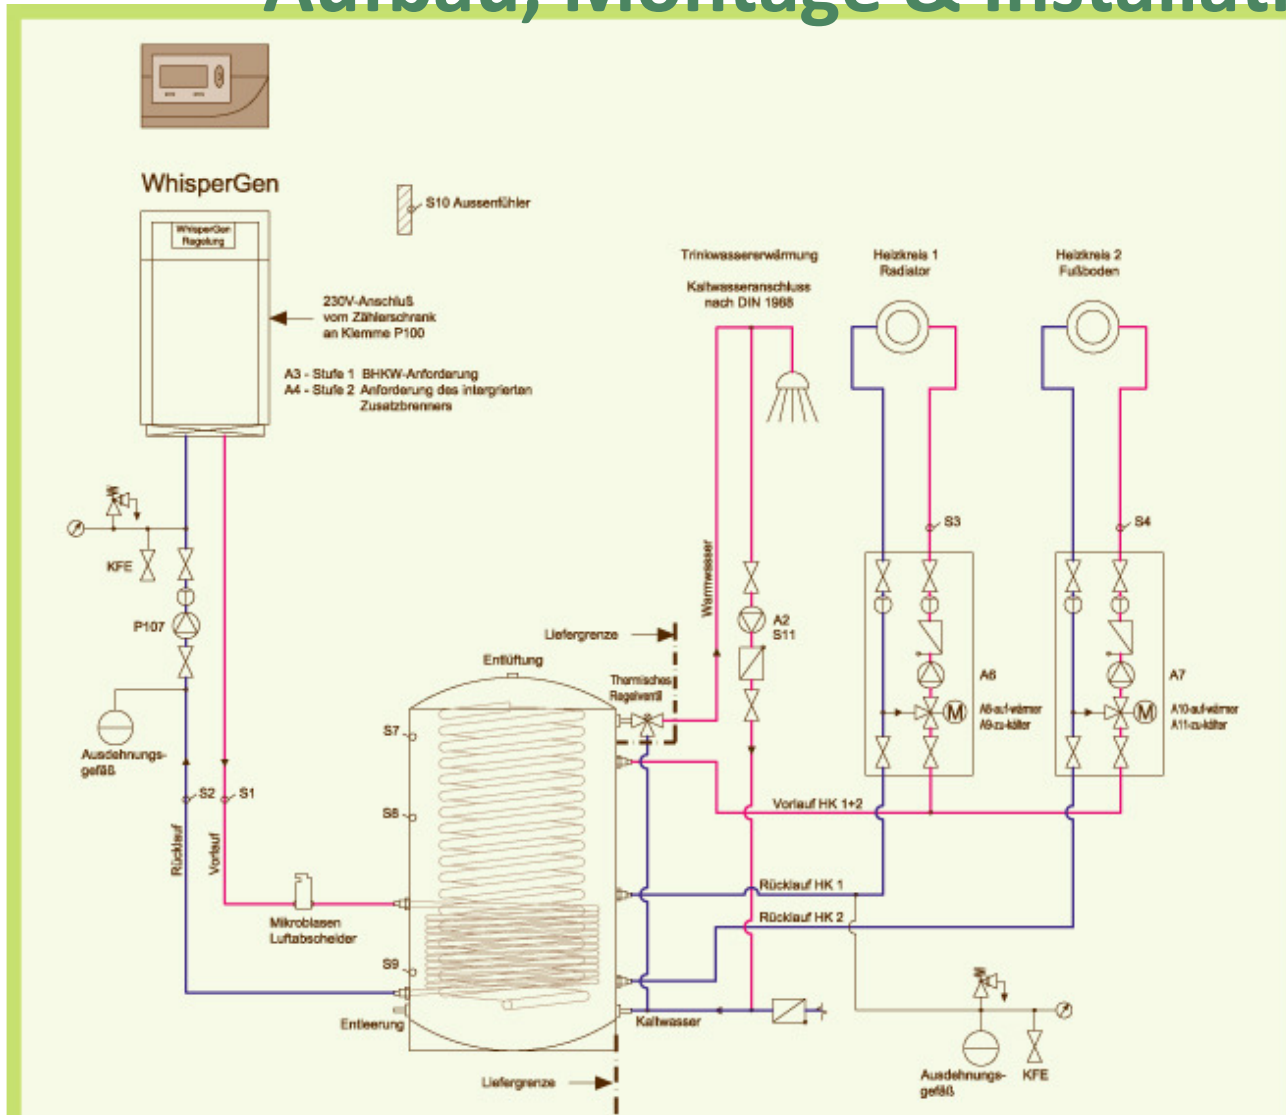 Aufbau, Montage & Installati
WhisperGen
WhisperGen
Regelung
S10 Aussenfühler
230V-Anschluß
vom Zählerschrank
an Klemme P100
A3 - Stufe 1 BHKW-Anforderung
A4 - Stufe 2 Anforderung des intergrierten
Zusatzbrenners
Trinkwassererwärmung
Kaltwasseranschluss
nach DIN 1988
Heizkreis 1
Radiator
Heizkreis 2
Fußboden
S3
S4
KFE
P107
Warmwasser
A2
S11
Liefergrenze
Entlüftung
Thermisches
Regelventil
A6
A8-auf-wärmer
A9-zu-kälter
M
A7
A10-auf-wärmer
A11-zu-kälter
M
Ausdehnungs-
gefäß
S7
S2
S1
S8
Vorlauf HK 1+2
Rücklauf
Vorlauf
Rücklauf HK 1
Rücklauf HK 2
Mikroblasen
Luftabscheider
S9
Entleerung
Kaltwasser
Liefergrenze
Ausdehnungs-
gefäß
KFE